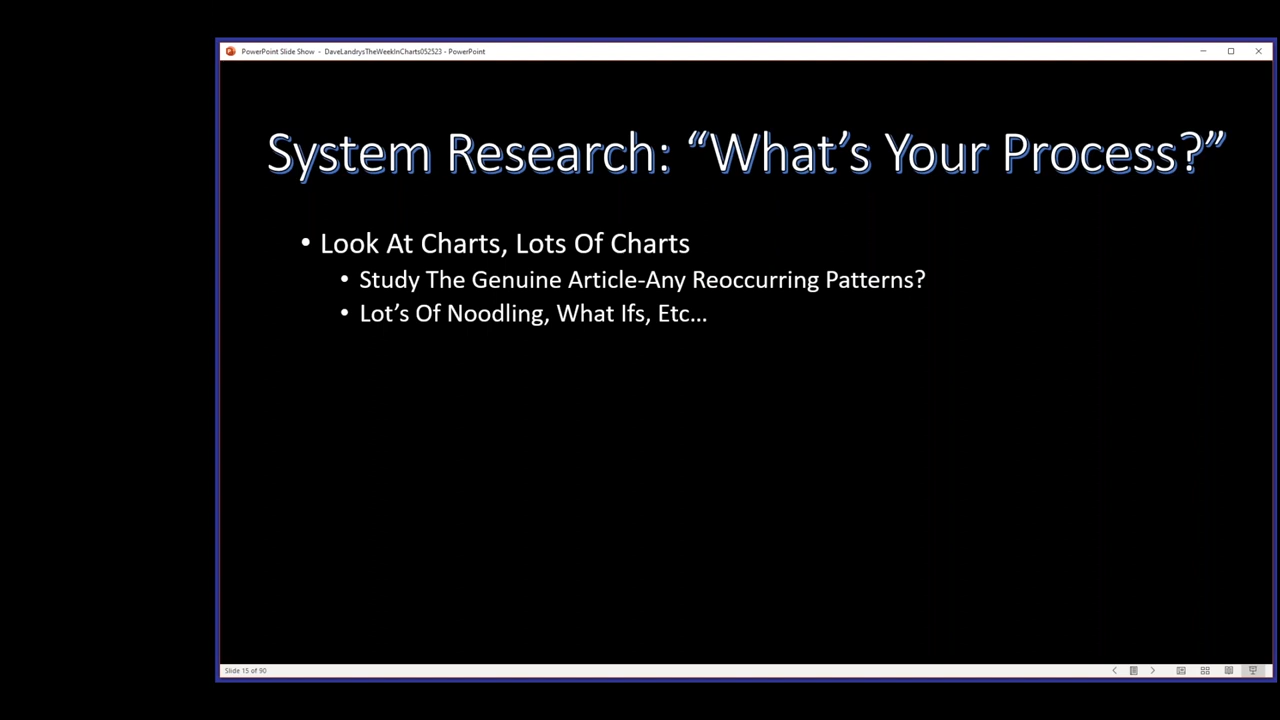 PowerPoint Slide Show - DaveLandrysTheWeekInCharts052523 - PowerPoint
System Research: “What’s Your Process?”
• Look At Charts, Lots Of Charts
• Study The Genuine Article-Any Reoccurring Patterns?
• Lot’s Of Noodling, What Ifs, Etc…
Slide 15 of 90